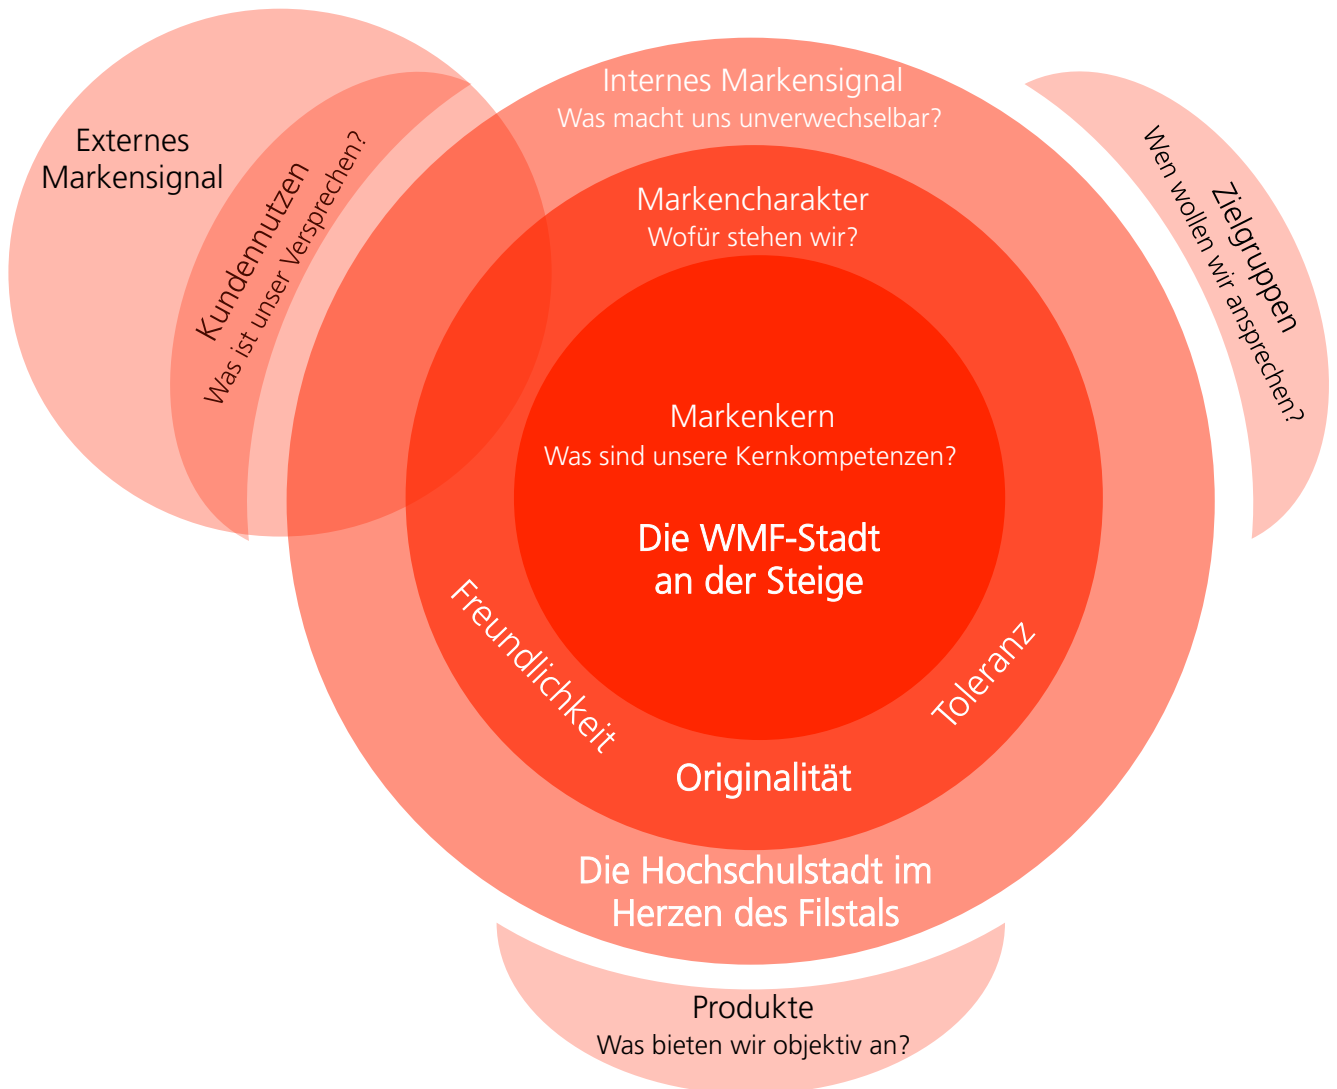 Internes Markensignal
Was macht uns unverwechselbar?
Externes
Markensignal
Kundennutzen
Was ist unser Versprechen?
Zielgruppen
Wen wollen wir ansprechen?
Markencharakter
Wofür stehen wir?
Markenkern
Was sind unsere Kernkompetenzen?
Die WMF-Stadt
an der Steige
Freundlichkeit
Originalität
Toleranz
Die Hochschulstadt im
Herzen des Filstals
Produkte
Was bieten wir objektiv an?